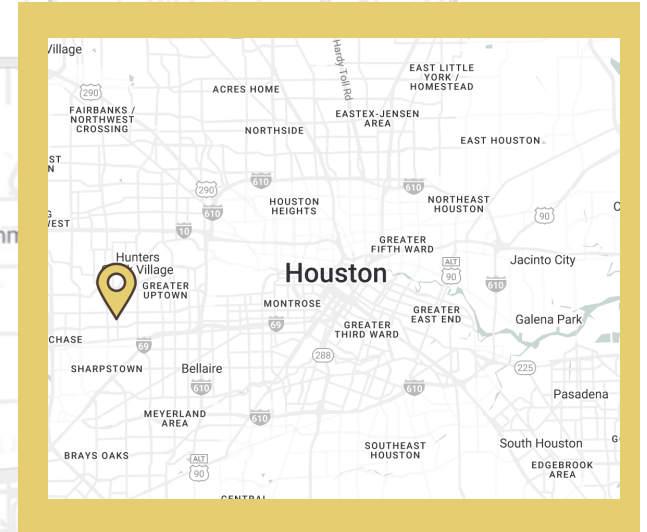 Village
Hardy Toll Rd
EAST LITTLE
YORK /
HOMESTEAD
290
ACRES HOME
FAIRBANKS /
NORTHWEST
CROSSING
EASTEX-JENSEN
AREA
NORTHSIDE
EAST HOUSTON
ST
N
610
610
290
HOUSTON
HEIGHTS
NORTHEAST
HOUSTON
610
90
WEST
10
GREATER
FIFTH WARD
Hunters
Village
ALT
90
Jacinto City
Houston
GREATER
UPTOWN
610
MONTROSE
GREATER
EAST END
Galena Park
69
GREATER
THIRD WARD
CHASE
69
288
SHARPSTOWN
Bellaire
225
610
610
Pasadena
MEYERLAND
AREA
610
SOUTHEAST
HOUSTON
South Houston
BRAYS OAKS
ALT
90
EDGEBROOK
AREA
CENTRAL